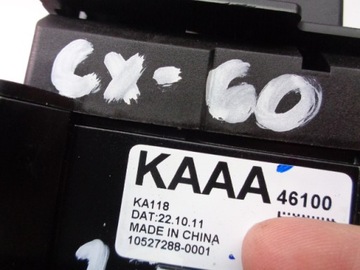 CX-60
KAAA 46100
KA118
DAT:22.10.11
MADE IN CHINA
10527288-0001